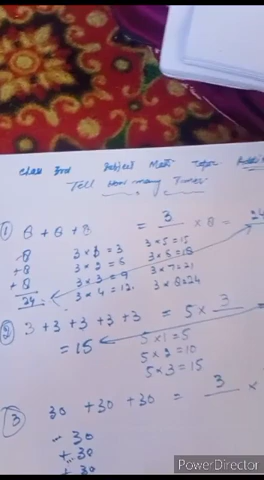 Class 3rd Subject Math Topic Addi
Tell How many Times
① 8 + 8 + 8 = 3 × 8 = 24
8
+8
+8
24
3 × 1 = 3
3 × 2 = 6
3 × 3 = 9
3 × 4 = 12
3 × 5 = 15
3 × 6 = 18
3 × 7 = 21
3 × 8 = 24
② 3 + 3 + 3 + 3 + 3 = 5 × 3
= 15
5 × 1 = 5
5 × 2 = 10
5 × 3 = 15
③ 30 + 30 + 30 = 3 ×
30
+ 30
+ 30
PowerDirector